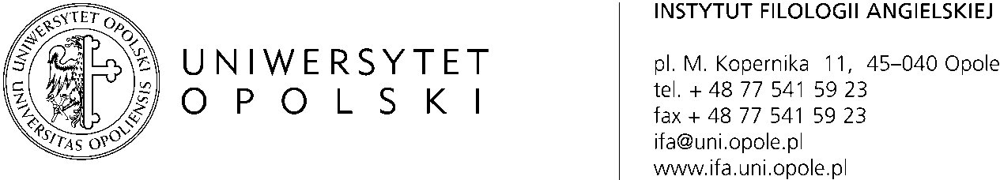 UNIWERSYTET OPOLSKI
UNIVERSITAS OPOLIENSIS
UNIWERSYTET
OPOLSKI
INSTYTUT FILOLOGII ANGIELSKIEJ
pl. M. Kopernika 11, 45–040 Opole
tel. + 48 77 541 59 23
fax + 48 77 541 59 23
ifa@uni.opole.pl
www.ifa.uni.opole.pl